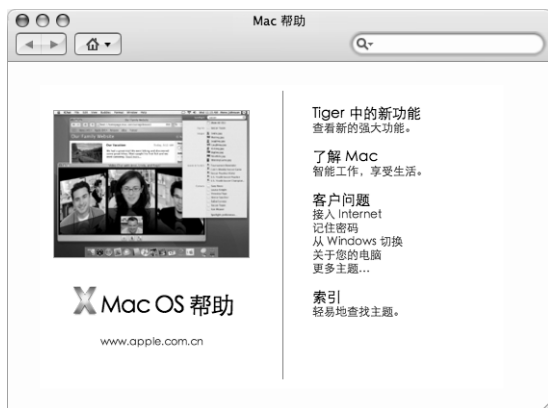 Mac 帮助
Tiger 中的新功能
查看新的强大功能。
了解 Mac
智能工作，享受生活。
客户问题
接入 Internet
记住密码
从 Windows 切换
关于您的电脑
更多主题...
索引
轻易地查找主题。
Mac OS 帮助
www.apple.com.cn